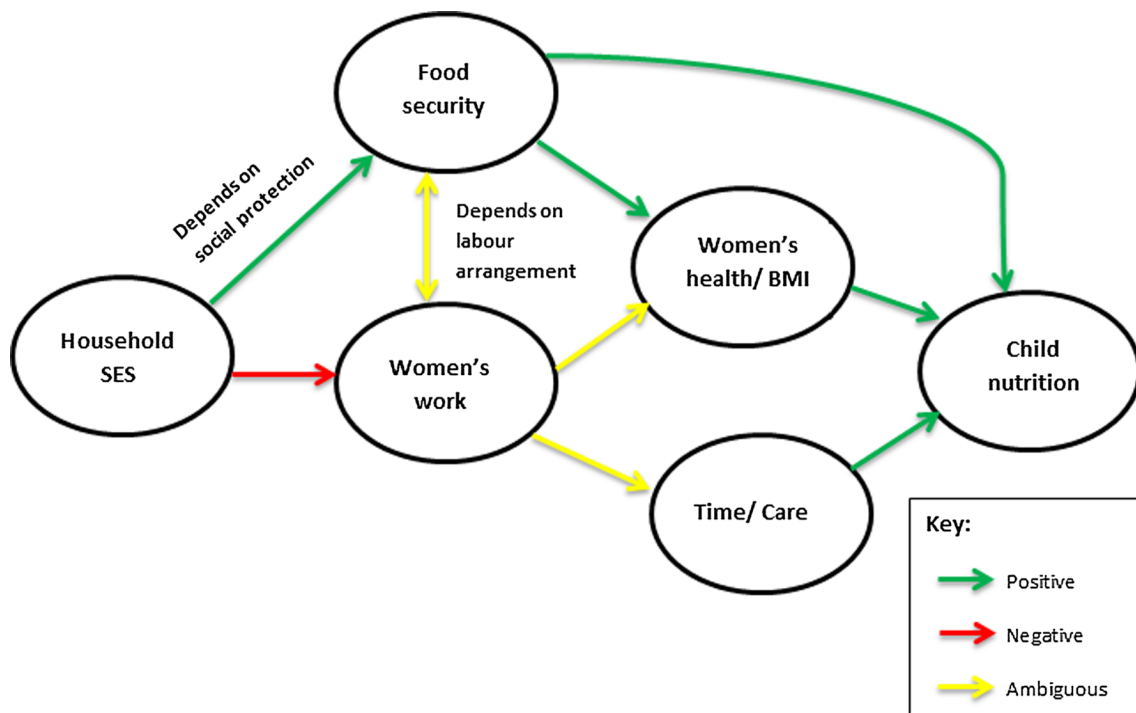 Food
security
Depends on
social protection
Depends on
labour
arrangement
Women's
health/ BMI
Household
SES
Women's
work
Child
nutrition
Time/ Care
Key:
Positive
Negative
Ambiguous